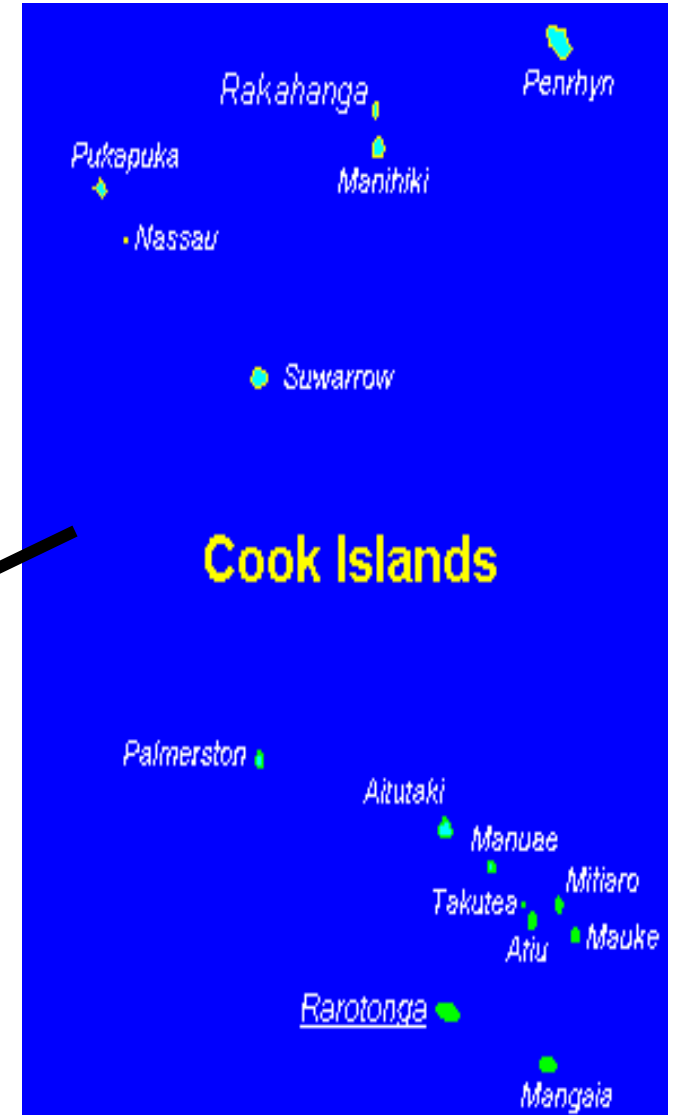 Penrhyn
Rakahanga
Manihiki
Pukapuka
Nassau
Suwarrow
Cook Islands
Palmerston
Aitutaki
Manuae
Mitiaro
Takutea
Mauke
Atiu
Rarotonga
Mangaia